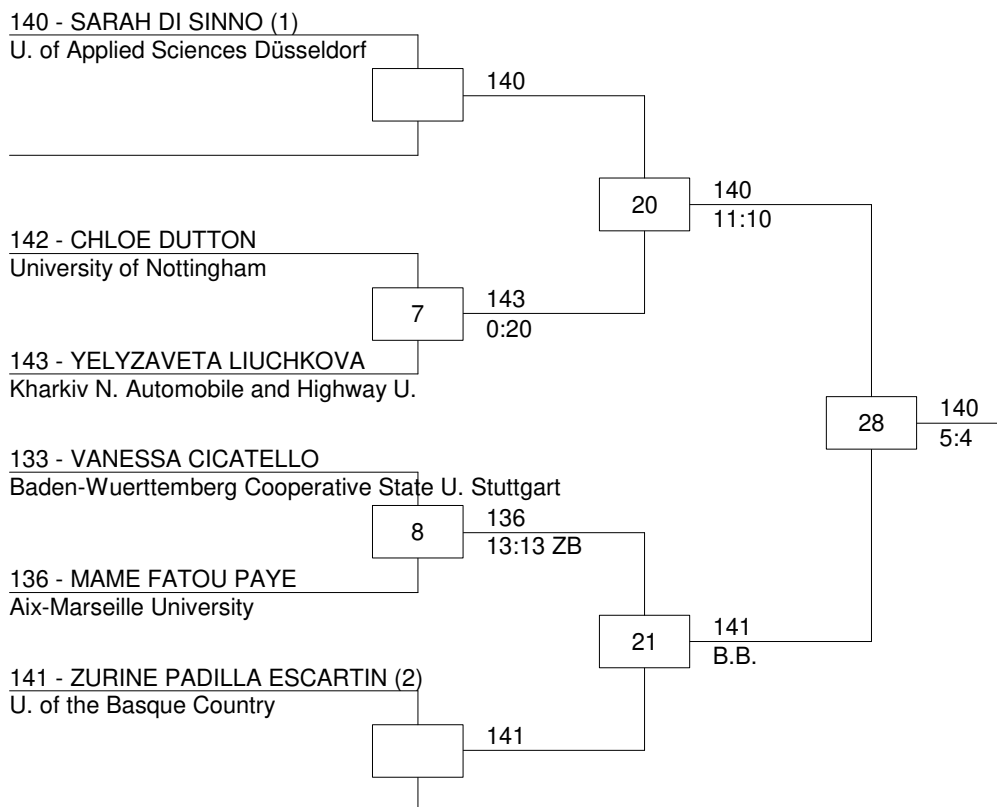 140 - SARAH DI SINNO (1)
U. of Applied Sciences Düsseldorf
140
20
140
11:10
142 - CHLOE DUTTON
University of Nottingham
7
143
0:20
143 - YELYZAVETA LIUCHKOVA
Kharkiv N. Automobile and Highway U.
28
140
5:4
133 - VANESSA CICATELLO
Baden-Wuerttemberg Cooperative State U. Stuttgart
8
136
13:13 ZB
136 - MAME FATOU PAYE
Aix-Marseille University
21
141
B.B.
141 - ZURINE PADILLA ESCARTIN (2)
U. of the Basque Country
141